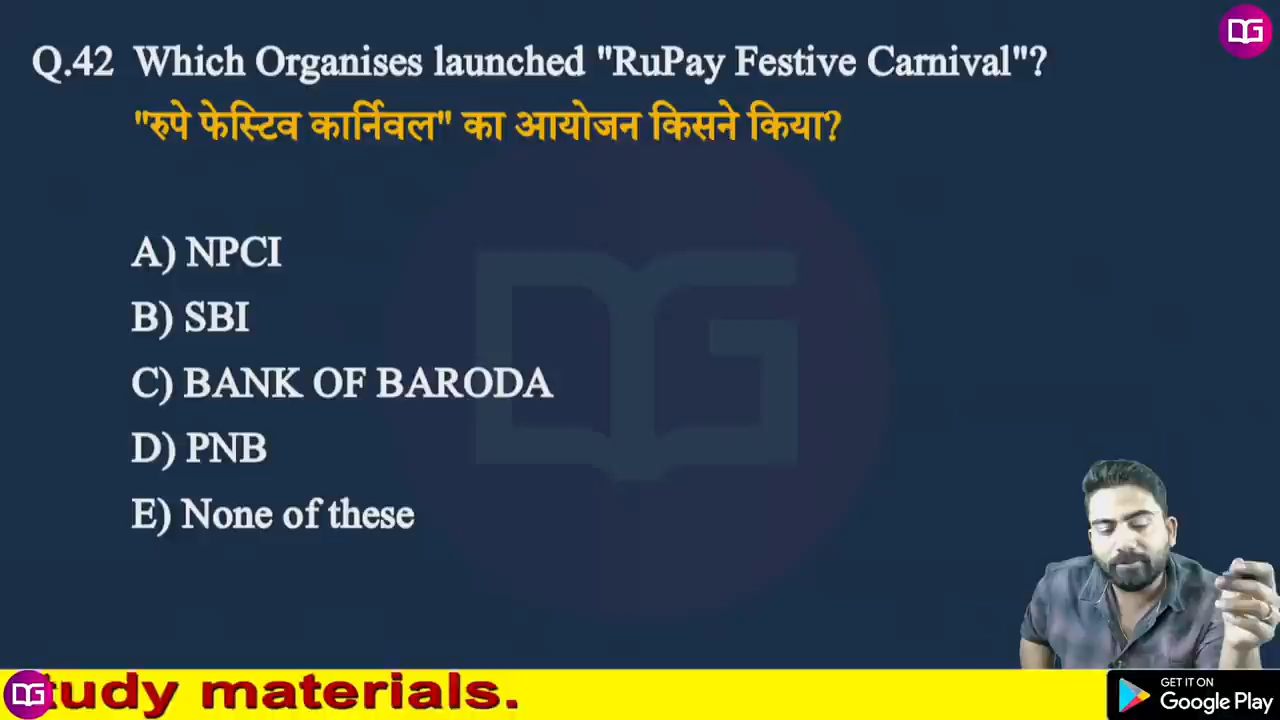 Q.42 Which Organises launched "RuPay Festive Carnival"?
"रुपे फेस्टिव कार्निवल" का आयोजन किसने किया?
A) NPCI
B) SBI
C) BANK OF BARODA
D) PNB
E) None of these
tudy materials.
GET IT ON
Google Play